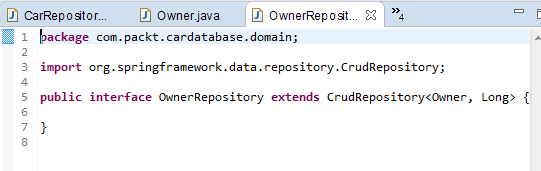 CarRepositor... Owner.java OwnerReposit... »4
1 package com.packt.cardatabase.domain;
2
3 import org.springframework.data.repository.CrudRepository;
4
5 public interface OwnerRepository extends CrudRepository<Owner, Long> {
6
7 }
8